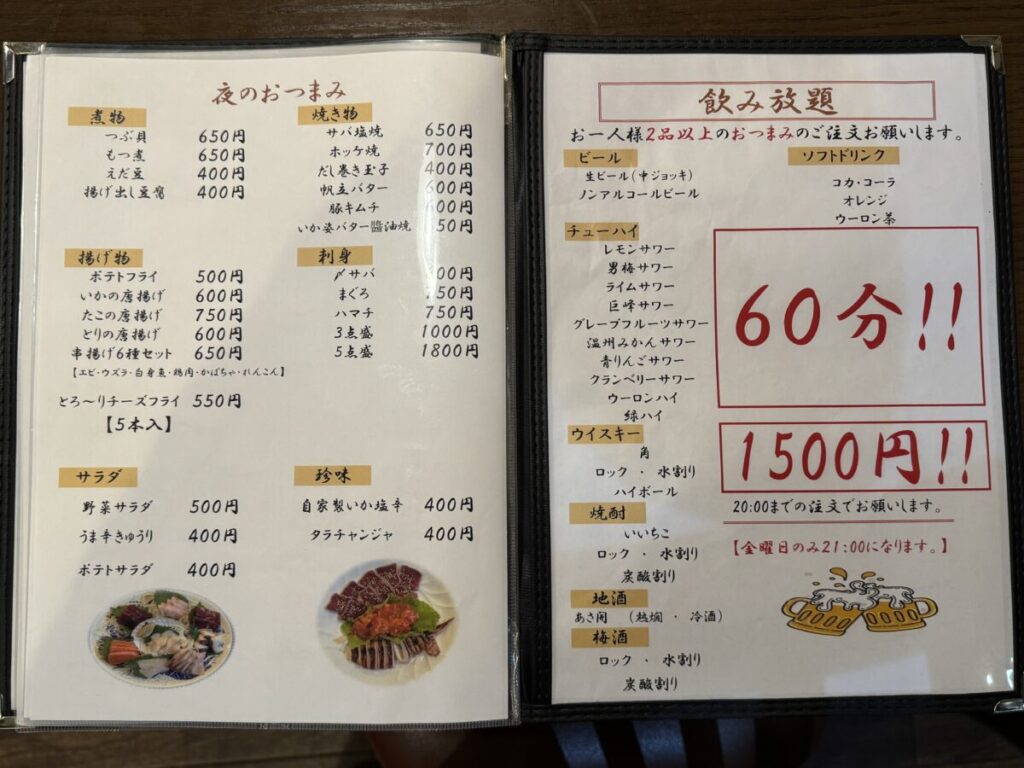 夜のおつまみ
煮物
つぶ貝 650円
もつ煮 650円
えだ豆 400円
揚げ出し豆腐 400円
揚げ物
ポテトフライ 500円
いかの唐揚げ 600円
たこの唐揚げ 750円
とりの唐揚げ 600円
串揚げ6種セット 650円
【エビ・ウズラ・白身魚・鶏肉・かぼちゃ・れんこん】
とろ〜りチーズフライ 550円
【5本入】
サラダ
野菜サラダ 500円
うま辛きゅうり 400円
ポテトサラダ 400円
焼き物
サバ塩焼 650円
ホッケ焼 700円
だし巻き玉子 400円
帆立バター 600円
豚キムチ 600円
いか姿バター醬油焼 50円
刺身
〆サバ 00円
まぐろ 50円
ハマチ 750円
3点盛 1000円
5点盛 1800円
珍味
自家製いか塩辛 400円
タラチャンジャ 400円
飲み放題
お一人様2品以上のおつまみのご注文お願いします。
ビール
生ビール(中ジョッキ)
ノンアルコールビール
チューハイ
レモンサワー
男梅サワー
ライムサワー
巨峰サワー
グレープフルーツサワー
温州みかんサワー
青りんごサワー
クランベリーサワー
ウーロンハイ
緑ハイ
ウイスキー
角
ロック ・ 水割り
ハイボール
焼酎
いいちこ
ロック ・ 水割り
炭酸割り
地酒
あさ開 (熱燗 ・ 冷酒)
梅酒
ロック ・ 水割り
炭酸割り
ソフトドリンク
コカ・コーラ
オレンジ
ウーロン茶
60分!!
1500円!!
20:00までの注文でお願いします。
【金曜日のみ21:00になります。】